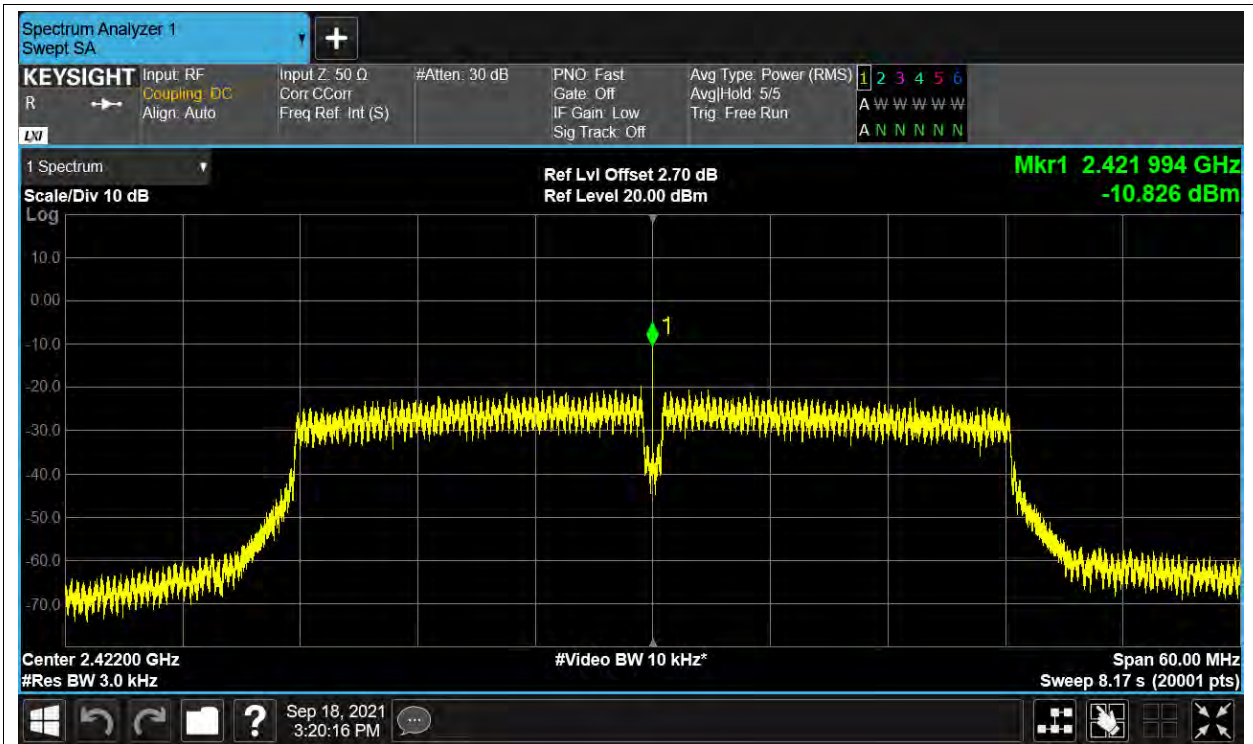 Spectrum Analyzer 1
Swept SA
+
KEYSIGHT
R
LXI
Input: RF
Coupling: DC
Align: Auto
Input Z: 50 Ω
Corr CCorr
Freq Ref: Int (S)
#Atten: 30 dB
PNO: Fast
Gate: Off
IF Gain: Low
Sig Track: Off
Avg Type: Power (RMS)
Avg|Hold: 5/5
Trig: Free Run
1 2 3 4 5 6
A W W W W W
A N N N N N
1 Spectrum
Scale/Div 10 dB
Log
Ref Lvl Offset 2.70 dB
Ref Level 20.00 dBm
Mkr1 2.421 994 GHz
-10.826 dBm
10.0
0.00
-10.0
-20.0
-30.0
-40.0
-50.0
-60.0
-70.0
1
Center 2.42200 GHz
#Res BW 3.0 kHz
#Video BW 10 kHz*
Span 60.00 MHz
Sweep 8.17 s (20001 pts)
?
Sep 18, 2021
3:20:16 PM